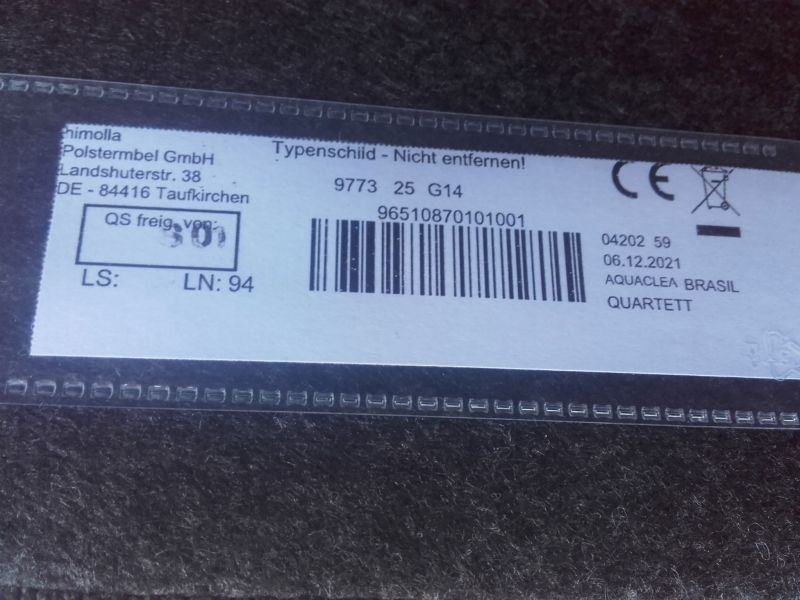 himolla
Polstermbel GmbH
Landshuterstr. 38
DE - 84416 Taufkirchen
QS freig. von:
LS: LN: 94
Typenschild - Nicht entfernen!
9773 25 G14
96510870101001
CE
04202 59
06.12.2021
AQUACLEA BRASIL
QUARTETT